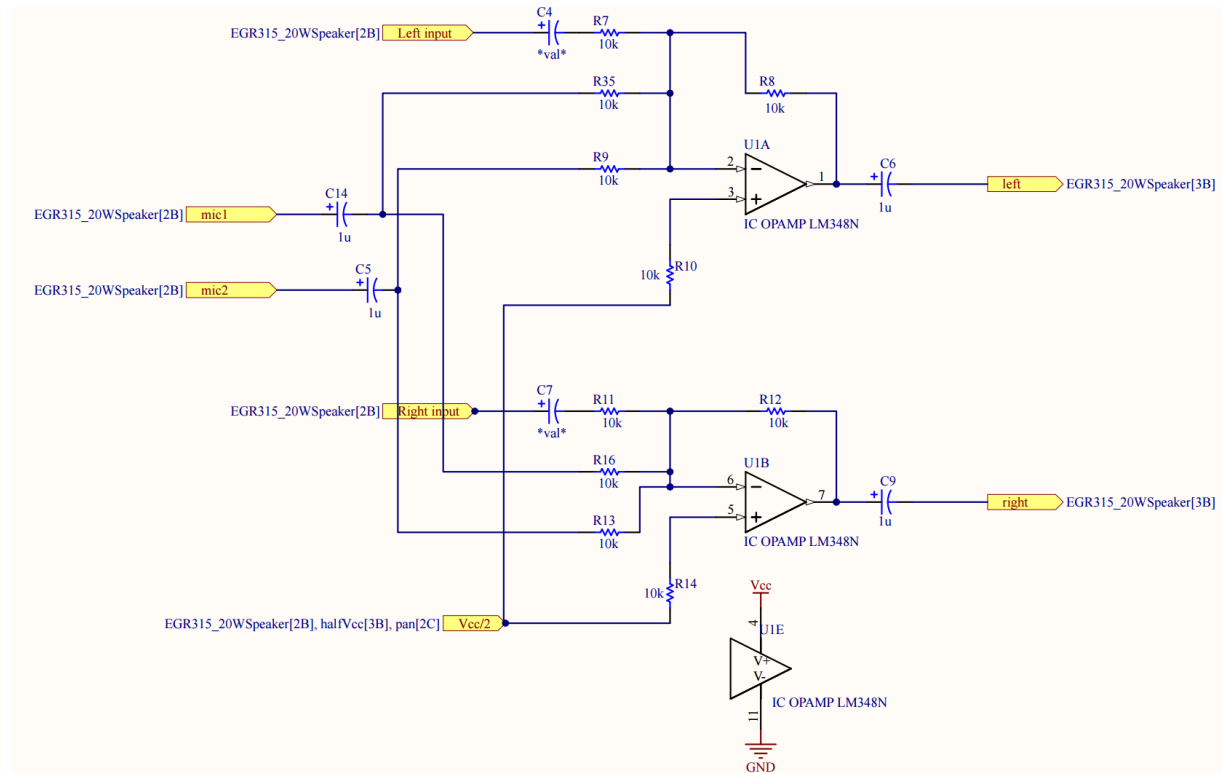 C4
R7
EGR315_20WSpeaker[2B] Left input
+
*val*
10k
R35
10k
R8
10k
R9
10k
U1A
2
3
1
C6
+
1u
left EGR315_20WSpeaker[3B]
IC OPAMP LM348N
C14
+
EGR315_20WSpeaker[2B] mic1
1u
C5
+
EGR315_20WSpeaker[2B] mic2
1u
10k R10
C7
R11
R12
EGR315_20WSpeaker[2B] Right input
+
*val*
10k
10k
R16
10k
U1B
6
5
7
C9
+
1u
right EGR315_20WSpeaker[3B]
IC OPAMP LM348N
R13
10k
10k R14
EGR315_20WSpeaker[2B], halfVcc[3B], pan[2C] Vcc/2
Vcc
4
U1E
V+
V-
IC OPAMP LM348N
11
GND